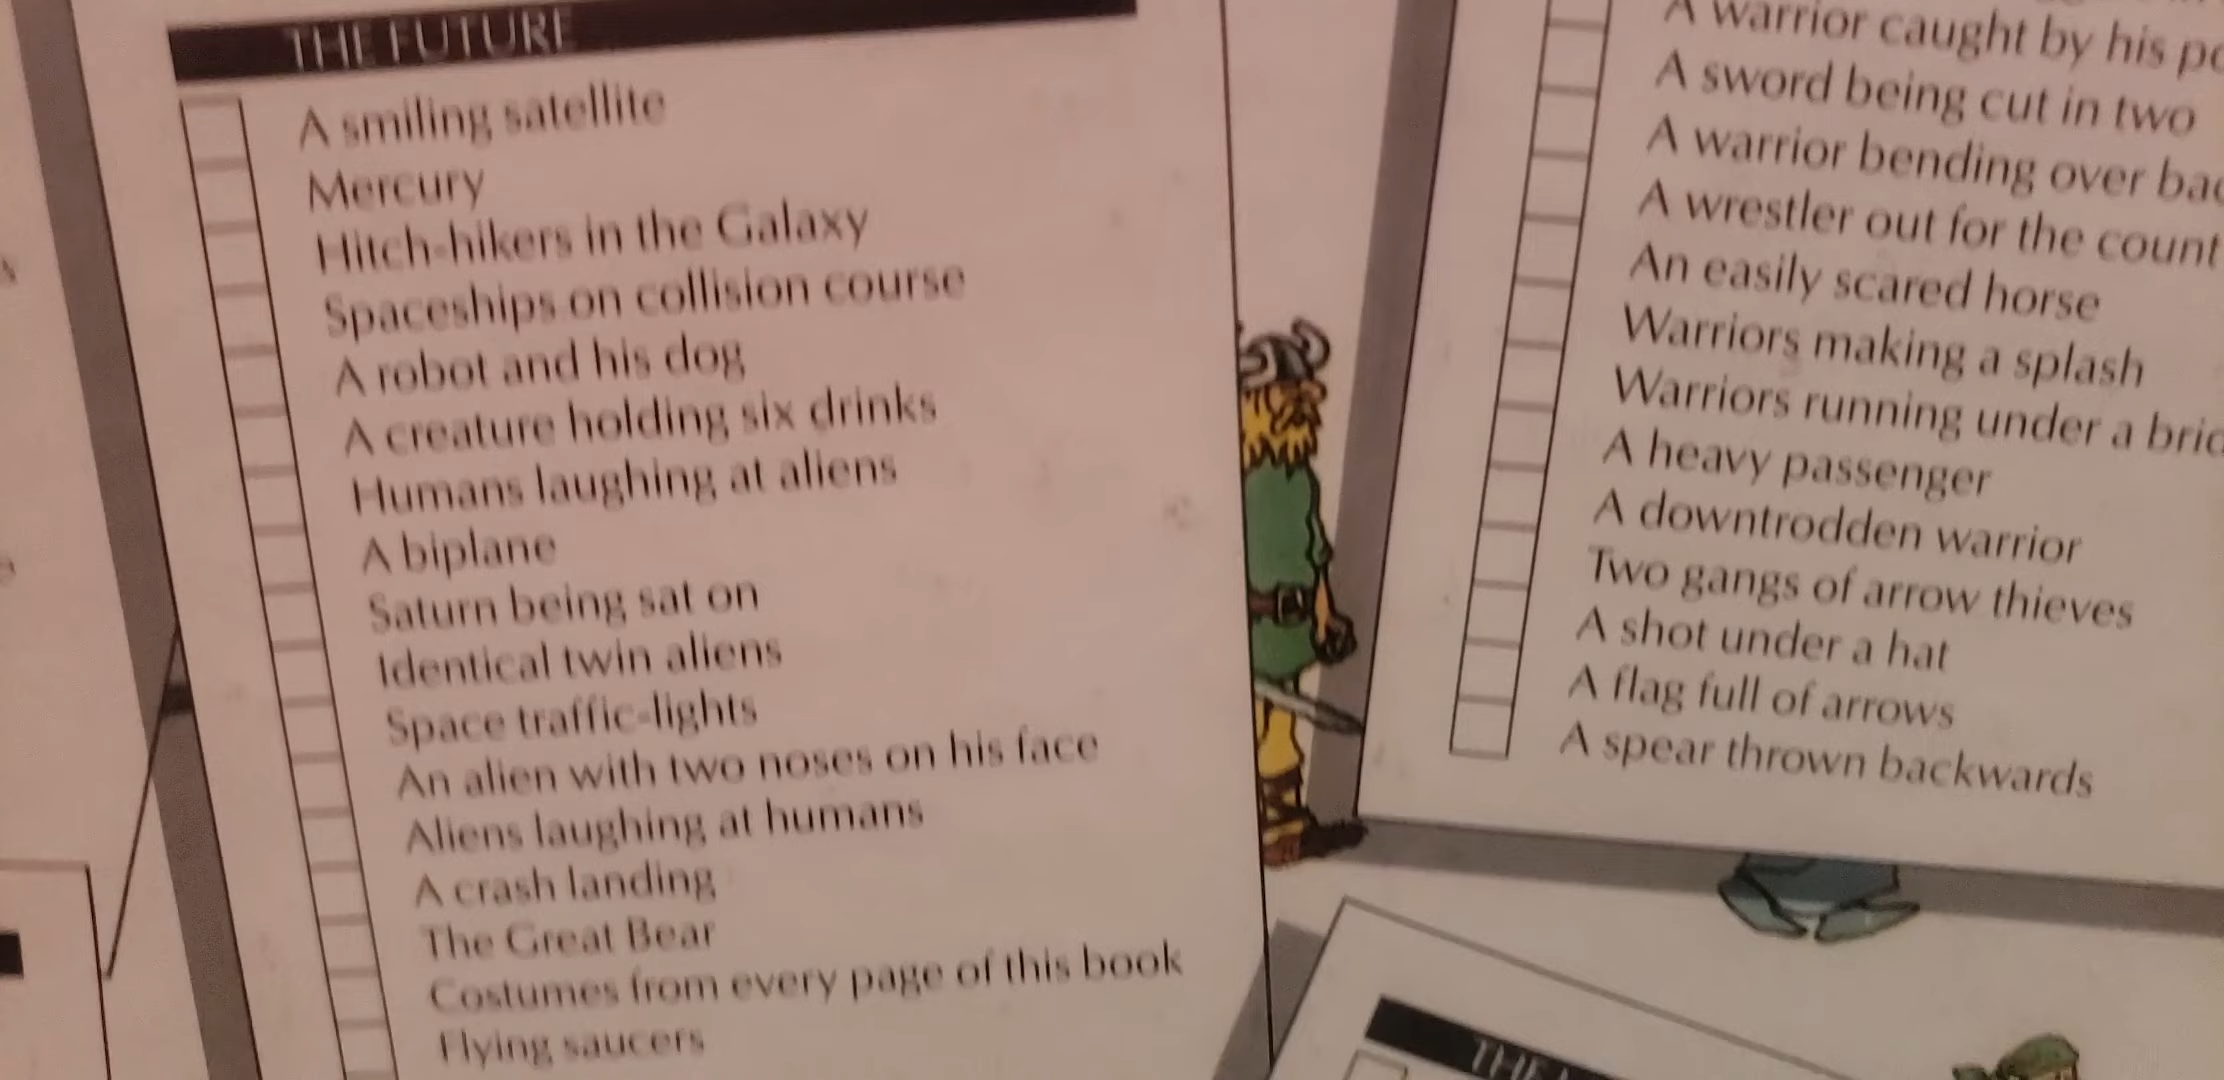 THE FUTURE
A smiling satellite
Mercury
Hitch-hikers in the Galaxy
Spaceships on collision course
A robot and his dog
A creature holding six drinks
Humans laughing at aliens
A biplane
Saturn being sat on
Identical twin aliens
Space traffic-lights
An alien with two noses on his face
Aliens laughing at humans
A crash landing
The Great Bear
Costumes from every page of this book
Flying saucers
A warrior caught by his
A sword being cut in two
A warrior bending over
A wrestler out for the count
An easily scared horse
Warriors making a splash
Warriors running under a
A heavy passenger
A downtrodden warrior
Two gangs of arrow thieves
A shot under a hat
A flag full of arrows
A spear thrown backwards
THE